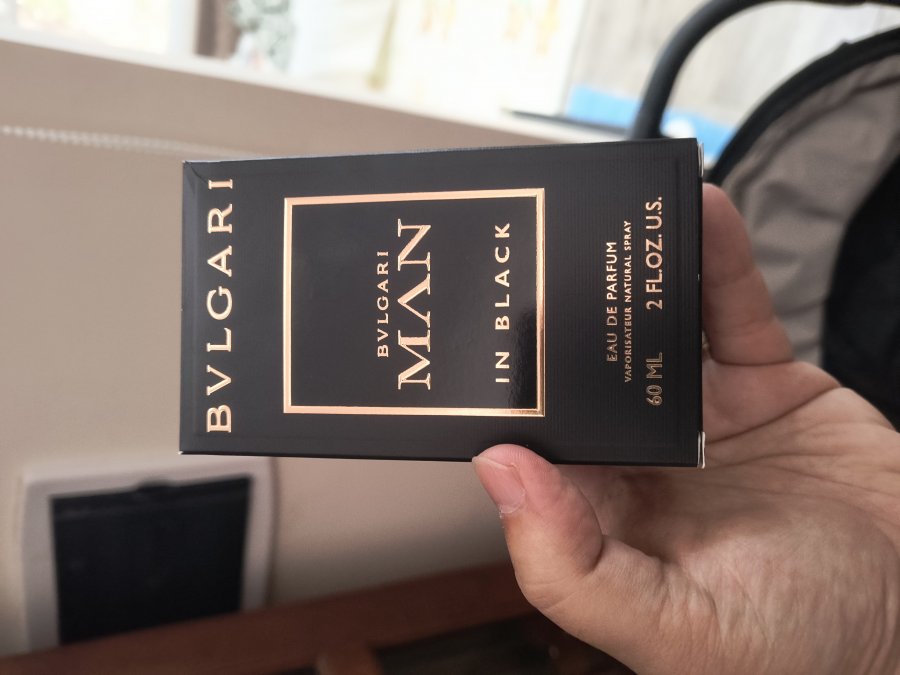 BVLGARI
BVLGARI
MAN
IN BLACK
EAU DE PARFUM
VAPORISATEUR NATURAL SPRAY
60 ML 2 FL.OZ. U.S.